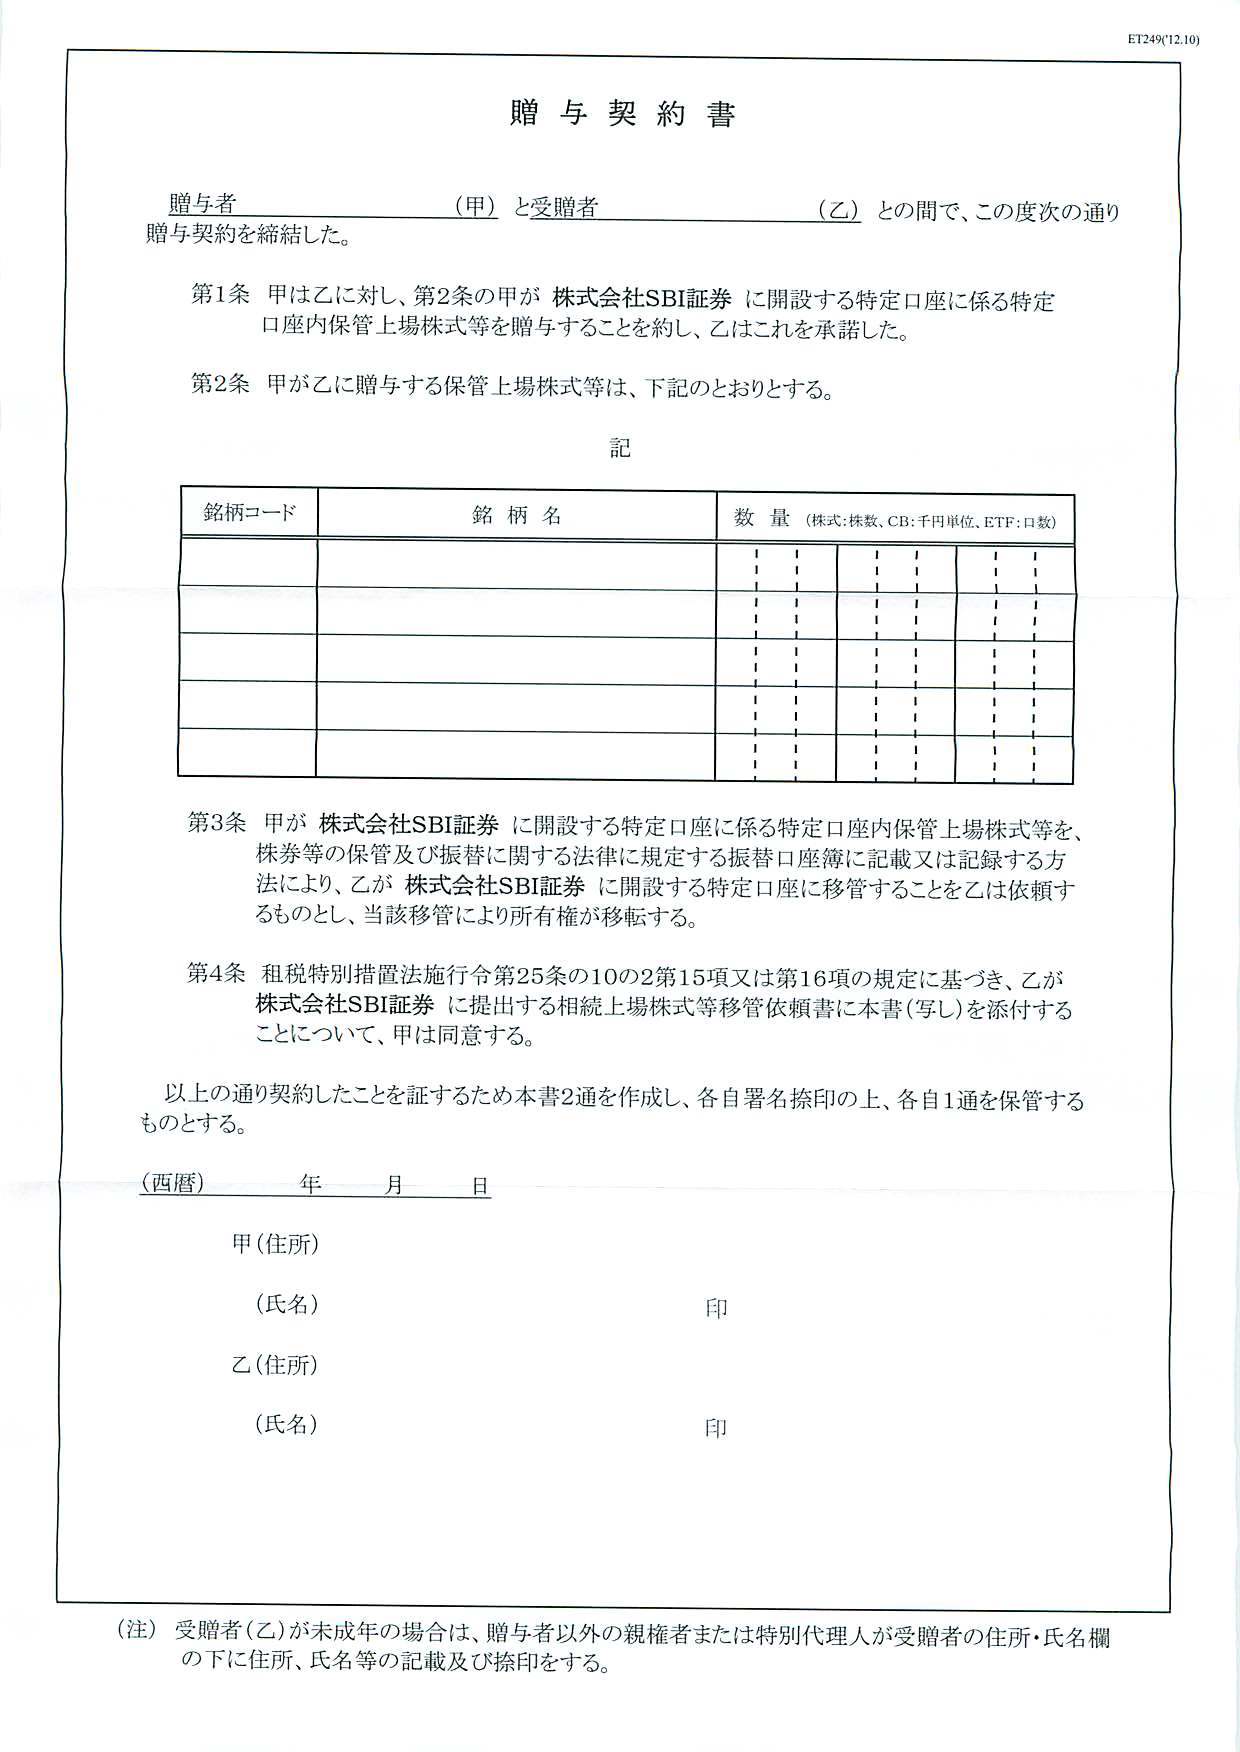 ET249('12.10)
贈与契約書
贈与者 （甲） と受贈者 （乙） との間で、この度次の通り
贈与契約を締結した。
第1条 甲は乙に対し、第2条の甲が 株式会社SBI証券 に開設する特定口座に係る特定
口座内保管上場株式等を贈与することを約し、乙はこれを承諾した。
第2条 甲が乙に贈与する保管上場株式等は、下記のとおりとする。
記
銘柄コード 銘柄名 数量 （株式：株数、CB：千円単位、ETF：口数）
第3条 甲が 株式会社SBI証券 に開設する特定口座に係る特定口座内保管上場株式等を、
株券等の保管及び振替に関する法律に規定する振替口座簿に記載又は記録する方
法により、乙が 株式会社SBI証券 に開設する特定口座に移管することを乙は依頼す
るものとし、当該移管により所有権が移転する。
第4条 租税特別措置法施行令第25条の10の2第15項又は第16項の規定に基づき、乙が
株式会社SBI証券 に提出する相続上場株式等移管依頼書に本書（写し）を添付する
ことについて、甲は同意する。
以上の通り契約したことを証するため本書2通を作成し、各自署名捺印の上、各自1通を保管する
ものとする。
（西暦） 年 月 日
甲（住所）
（氏名） 印
乙（住所）
（氏名） 印
（注） 受贈者（乙）が未成年の場合は、贈与者以外の親権者または特別代理人が受贈者の住所・氏名欄
の下に住所、氏名等の記載及び捺印をする。